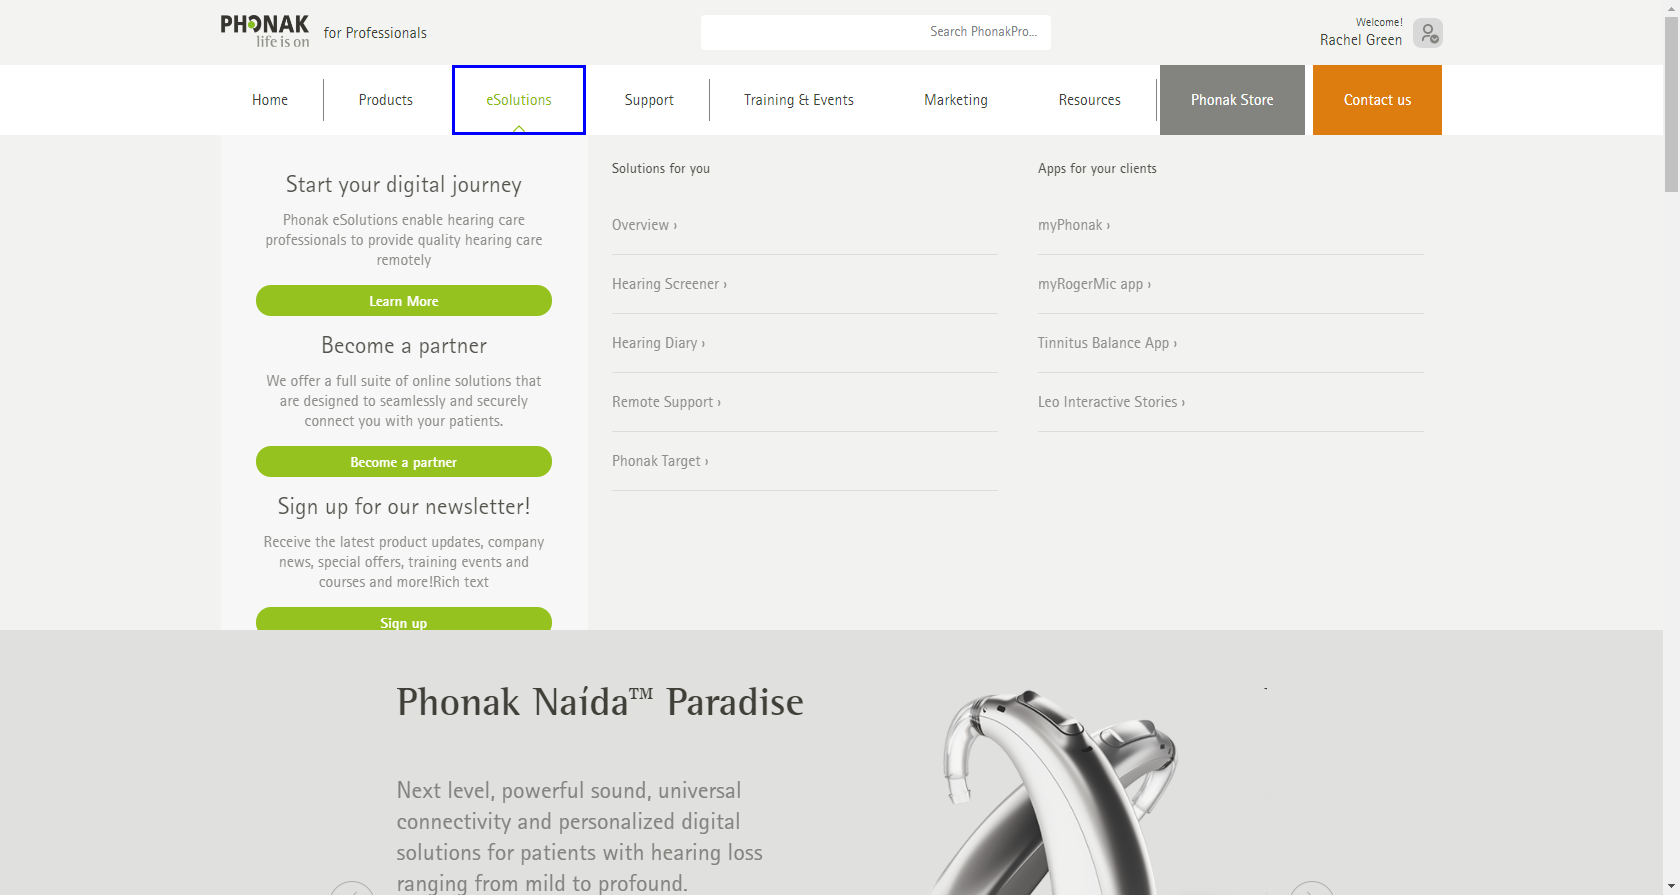 PHONAK
life is on
for Professionals
Search PhonakPro...
Welcome!
Rachel Green
Home
Products
eSolutions
Support
Training & Events
Marketing
Resources
Phonak Store
Contact us
Start your digital journey
Phonak eSolutions enable hearing care
professionals to provide quality hearing care
remotely
Learn More
Become a partner
We offer a full suite of online solutions that
are designed to seamlessly and securely
connect you with your patients.
Become a partner
Sign up for our newsletter!
Receive the latest product updates, company
news, special offers, training events and
courses and more!Rich text
Sign up
Solutions for you
Overview ›
Hearing Screener ›
Hearing Diary ›
Remote Support ›
Phonak Target ›
Apps for your clients
myPhonak ›
myRogerMic app ›
Tinnitus Balance App ›
Leo Interactive Stories ›
Phonak Naída™ Paradise
Next level, powerful sound, universal
connectivity and personalized digital
solutions for patients with hearing loss
ranging from mild to profound.